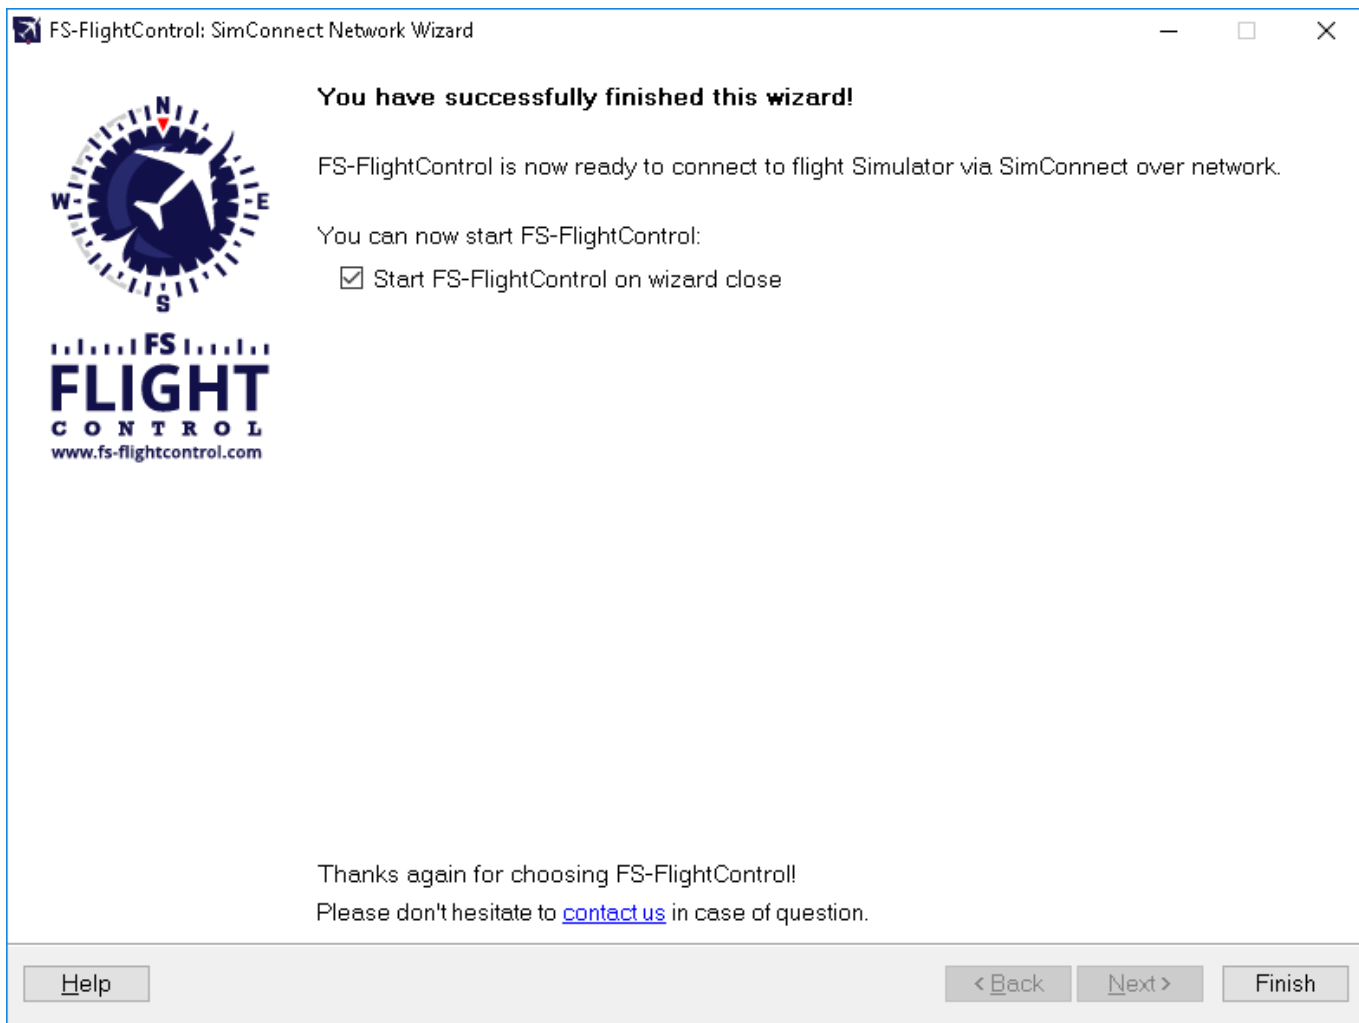 FS-FlightControl: SimConnect Network Wizard
N
W
E
S
FS
FLIGHT
CONTROL
www.fs-flightcontrol.com
You have successfully finished this wizard!
FS-FlightControl is now ready to connect to flight Simulator via SimConnect over network.
You can now start FS-FlightControl:
Start FS-FlightControl on wizard close
Thanks again for choosing FS-FlightControl!
Please don't hesitate to contact us in case of question.
Help
< Back
Next >
Finish